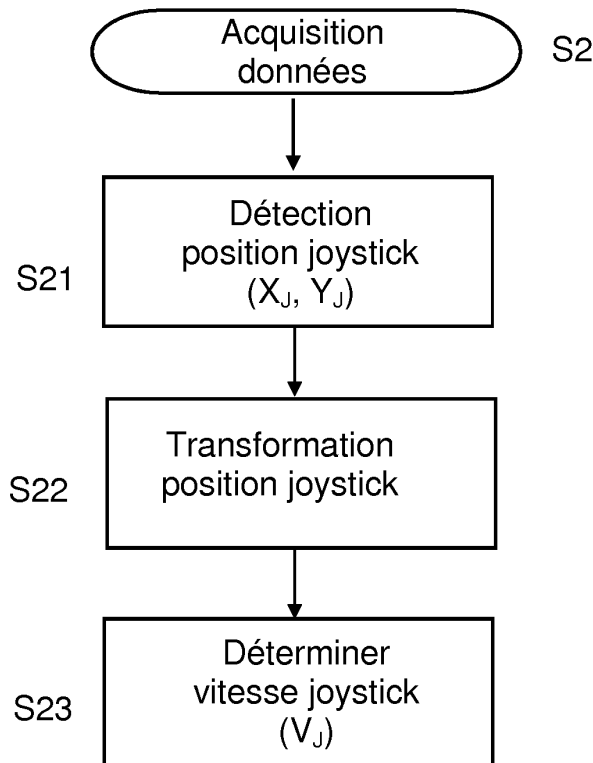 Acquisition
données
S2
Détection
position joystick
(XJ, YJ)
S21
Transformation
position joystick
S22
Déterminer
vitesse joystick
(VJ)
S23